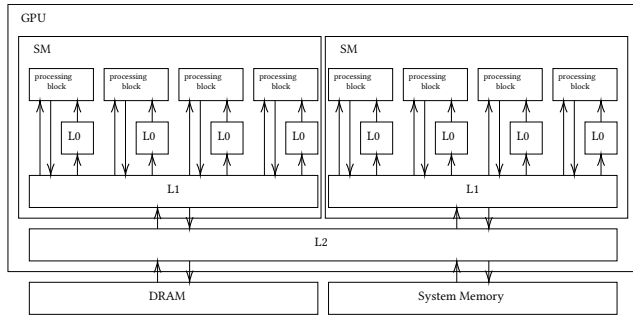 GPU
SM
SM
processing
block
processing
block
processing
block
processing
block
processing
block
processing
block
processing
block
processing
block
L0
L0
L0
L0
L0
L0
L0
L0
L1
L1
L2
DRAM
System Memory